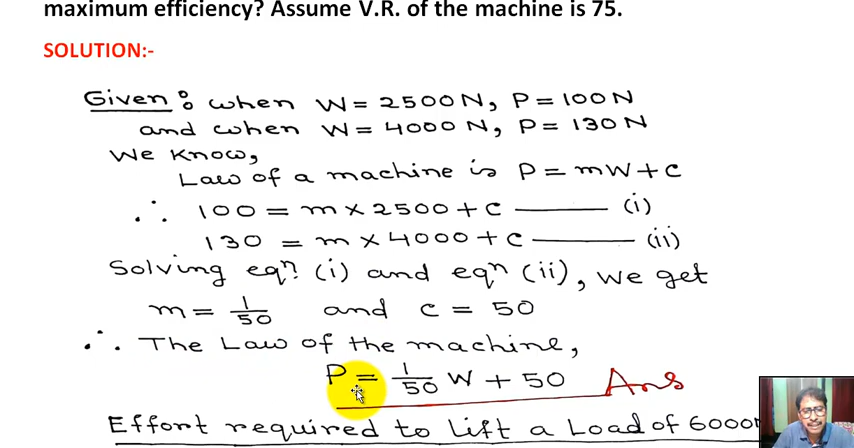 maximum efficiency? Assume V.R. of the machine is 75.
SOLUTION:-
Given: when W = 2500 N, P = 100 N
and when W = 4000 N, P = 130 N
We know,
Law of a machine is P = mW + C
∴ 100 = m × 2500 + C ——— (i)
130 = m × 4000 + C ——— (ii)
Solving eqn. (i) and eqn (ii), we get
m = 1/50 and c = 50
∴ The Law of the machine,
P = 1/50 W + 50 Ans
Effort required to lift a Load of 6000